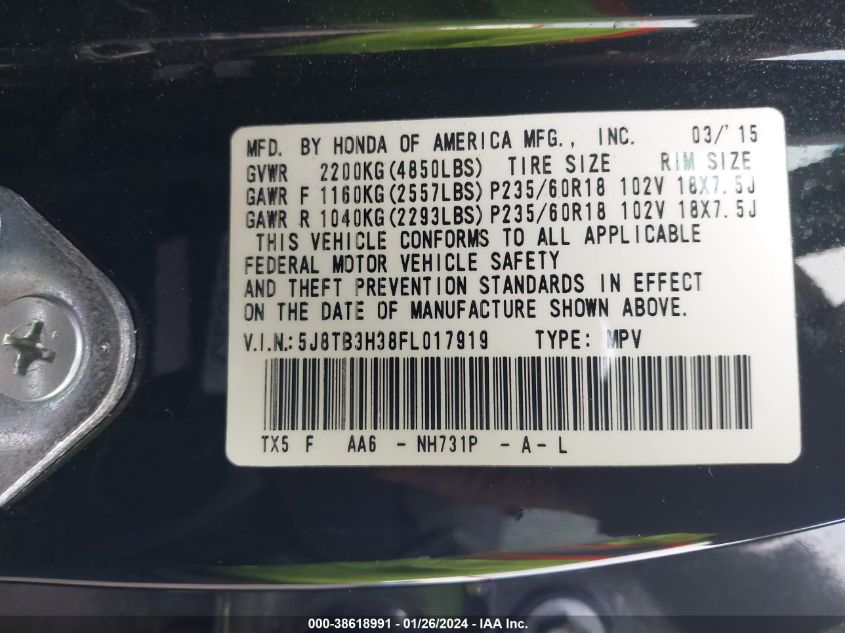 MFD. BY HONDA OF AMERICA MFG., INC. 03/'15
GVWR 2200KG(4850LBS) TIRE SIZE RIM SIZE
GAWR F 1160KG(2557LBS) P235/60R18 102V 18X7.5J
GAWR R 1040KG(2293LBS) P235/60R18 102V 18X7.5J
THIS VEHICLE CONFORMS TO ALL APPLICABLE
FEDERAL MOTOR VEHICLE SAFETY
AND THEFT PREVENTION STANDARDS IN EFFECT
ON THE DATE OF MANUFACTURE SHOWN ABOVE.
V.I.N.: 5J8TB3H38FL017919 TYPE: MPV
TX5 F AA6 - NH731P - A - L
000-38618991 - 01/26/2024 - IAA Inc.